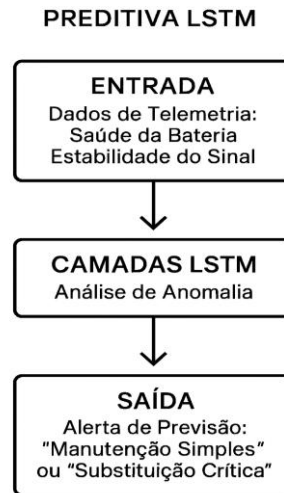 PREDITIVA LSTM
ENTRADA
Dados de Telemetria:
Saúde da Bateria
Estabilidade do Sinal
CAMADAS LSTM
Análise de Anomalia
SAÍDA
Alerta de Previsão:
"Manutenção Simples"
ou "Substituição Crítica"